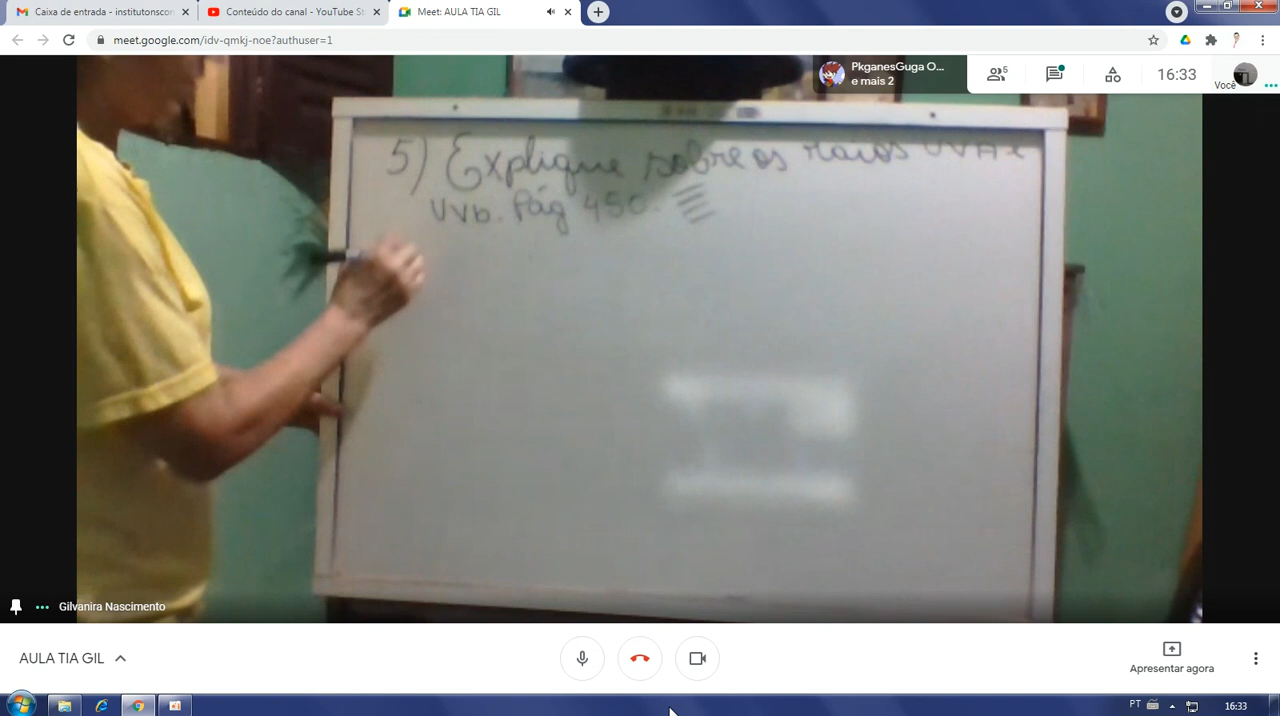 Caixa de entrada - institutonscon
Conteúdo do canal - YouTube St
Meet: AULA TIA GIL
meet.google.com/idv-qmkj-noe?authuser=1
PkganesGuga O...
e mais 2
5
16:33
Você
5) Explique sobre os raios UVA e
UVb. Pág 450.
Gilvanira Nascimento
AULA TIA GIL
Apresentar agora
PT
16:33